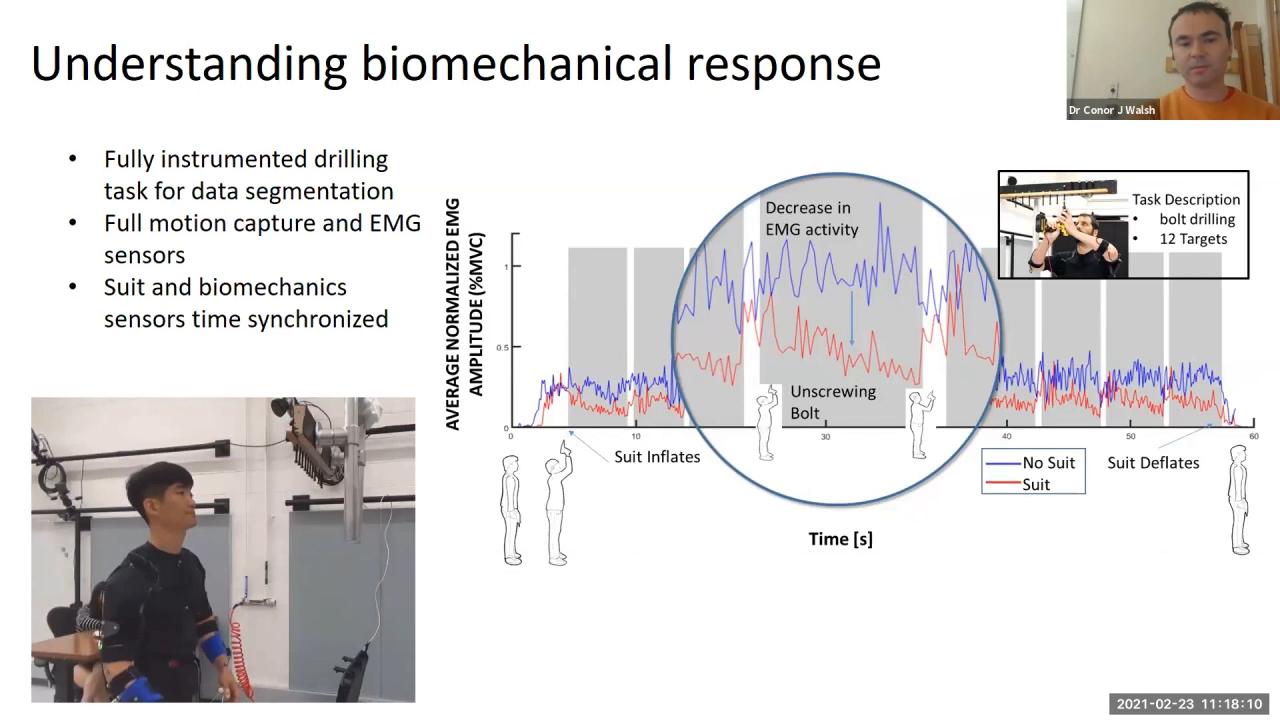 Understanding biomechanical response
Dr Conor J Walsh
• Fully instrumented drilling
task for data segmentation
• Full motion capture and EMG
sensors
• Suit and biomechanics
sensors time synchronized
AVERAGE NORMALIZED EMG
AMPLITUDE (%MVC)
1
0.5
0
Decrease in
EMG activity
Unscrewing
Bolt
Task Description
• bolt drilling
• 12 Targets
0
10
30
40
50
60
Suit Inflates
No Suit
Suit
Suit Deflates
Time [s]
2021-02-23 11:18:10